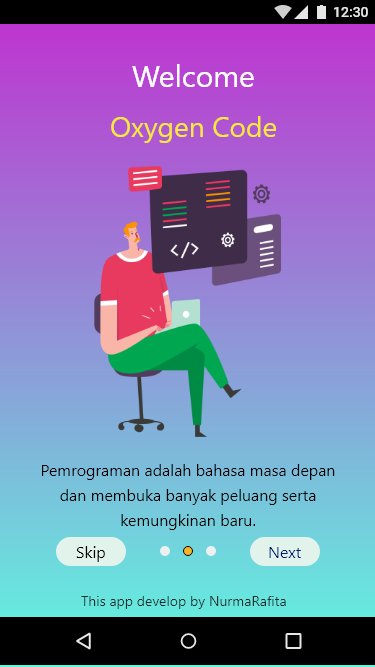 12:30
Welcome
Oxygen Code
</>
Pemrograman adalah bahasa masa depan
dan membuka banyak peluang serta
kemungkinan baru.
Skip
Next
This app develop by NurmaRafita